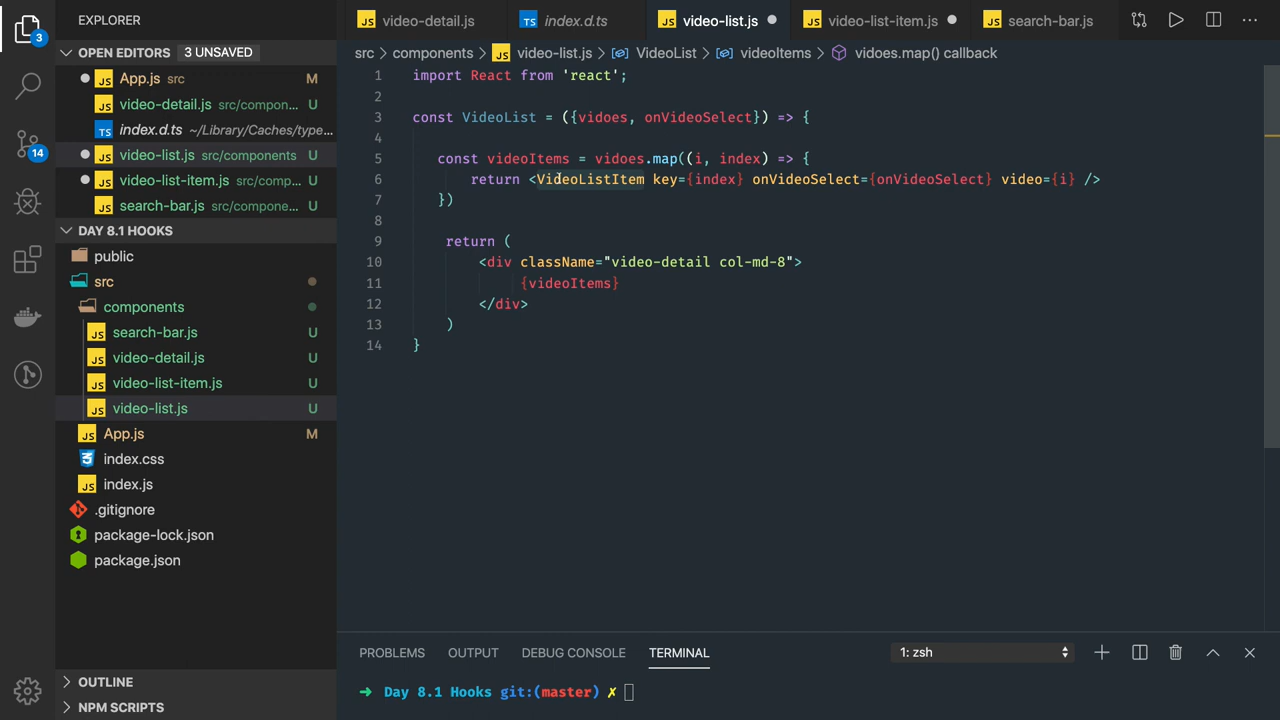 EXPLORER
OPEN EDITORS 3 UNSAVED
App.js src M
video-detail.js src/compon... U
index.d.ts ~/Library/Caches/type...
video-list.js src/components U
video-list-item.js src/comp... U
search-bar.js src/compone... U
DAY 8.1 HOOKS
public
src
components
search-bar.js U
video-detail.js U
video-list-item.js U
video-list.js U
App.js M
index.css
index.js
.gitignore
package-lock.json
package.json
OUTLINE
NPM SCRIPTS
3
14
video-detail.js index.d.ts video-list.js video-list-item.js search-bar.js
src > components > JS video-list.js > VideoList > videoItems > vidoes.map() callback
1 import React from 'react';
2
3 const VideoList = ({vidoes, onVideoSelect}) => {
4
5 const videoItems = vidoes.map((i, index) => {
6 return <VideoListItem key={index} onVideoSelect={onVideoSelect} video={i} />
7 })
8
9 return (
10 <div className="video-detail col-md-8">
11 {videoItems}
12 </div>
13 )
14 }
PROBLEMS OUTPUT DEBUG CONSOLE TERMINAL 1: zsh
➜ Day 8.1 Hooks git:(master) ✗